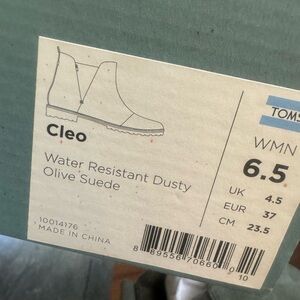 TOMS
Cleo
Water Resistant Dusty
Olive Suede
10014176
MADE IN CHINA
WMN
6.5
UK 4.5
EUR 37
CM 23.5
10